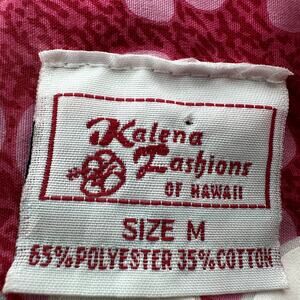 Kalena
Fashions
OF HAWAII
SIZE M
65% POLYESTER 35% COTTON